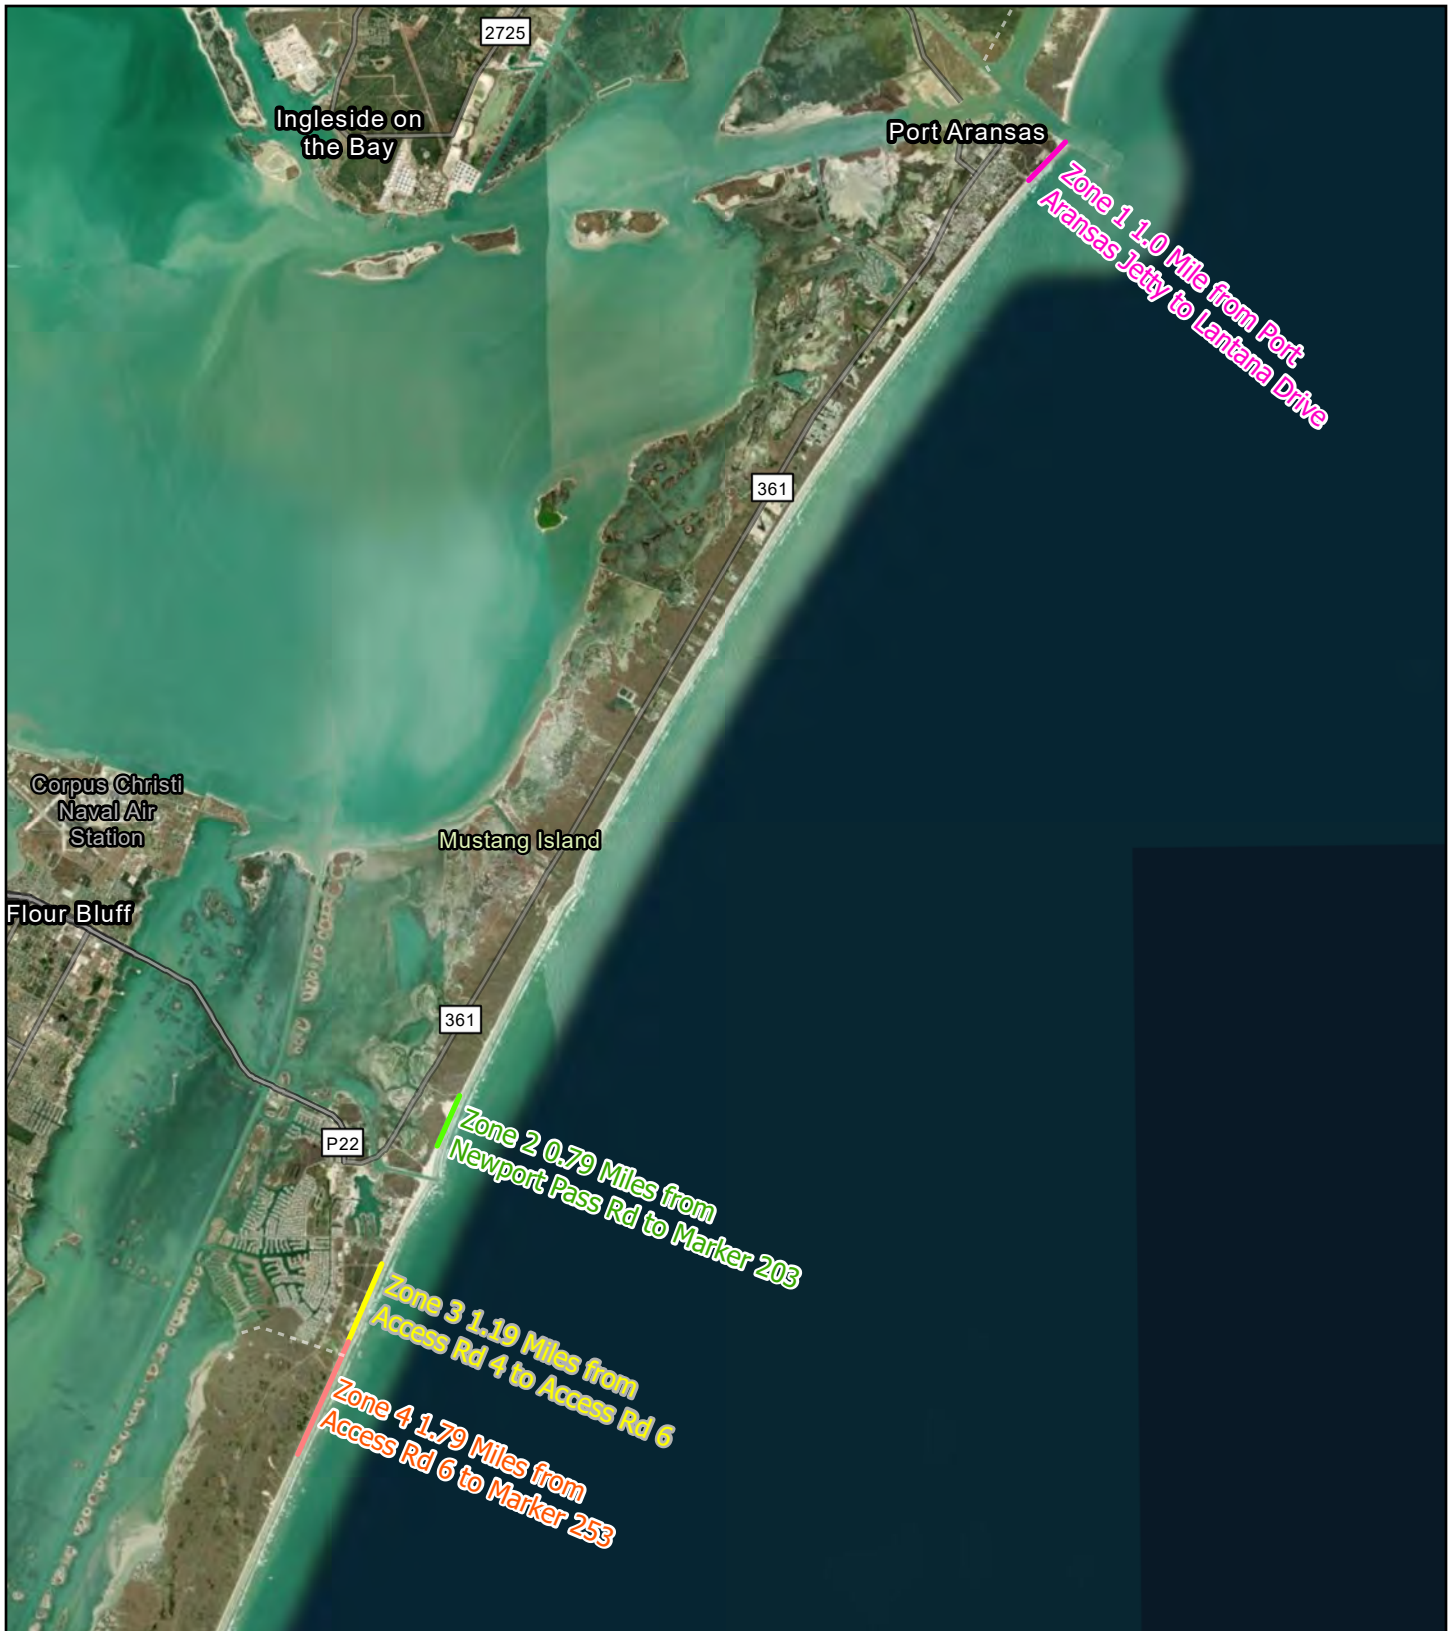 2725
Ingleside on
the Bay
Port Aransas
Zone 1 1.0 Mile from Port
Aransas Jetty to Lantana Drive
361
Corpus Christi
Naval Air
Station
Mustang Island
Flour Bluff
361
P22
Zone 2 0.79 Miles from
Newport Pass Rd to Marker 203
Zone 3 1.19 Miles from
Access Rd 4 to Access Rd 6
Zone 4 1.79 Miles from
Access Rd 6 to Marker 253